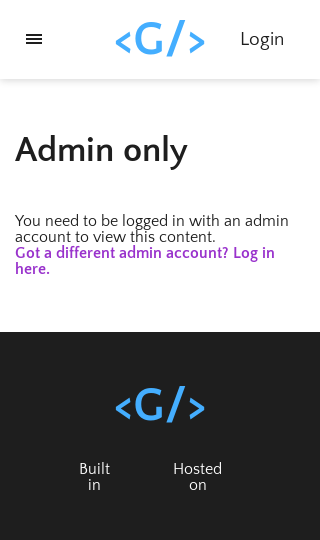 <G/>
Login
Admin only
You need to be logged in with an admin
account to view this content.
Got a different admin account? Log in
here.
<G/>
Built
in
Hosted
on